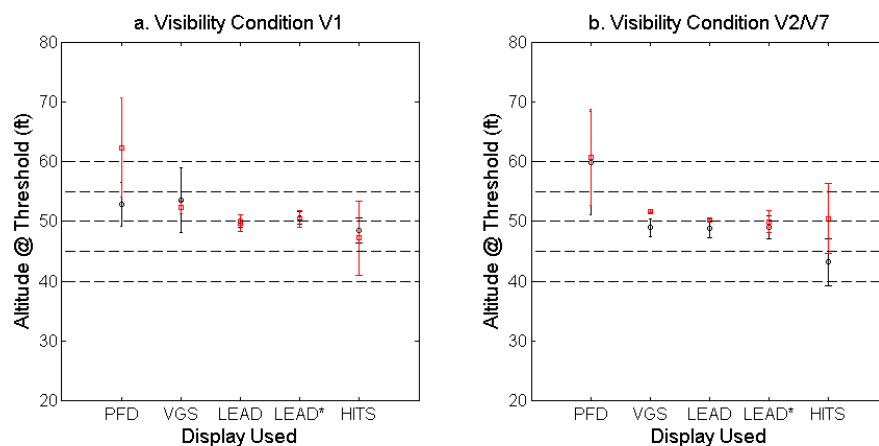 a. Visibility Condition V1
80
70
60
50
40
30
20
Altitude @ Threshold (ft)
PFD VGS LEAD LEAD* HITS
Display Used
b. Visibility Condition V2/V7
80
70
60
50
40
30
20
Altitude @ Threshold (ft)
PFD VGS LEAD LEAD* HITS
Display Used